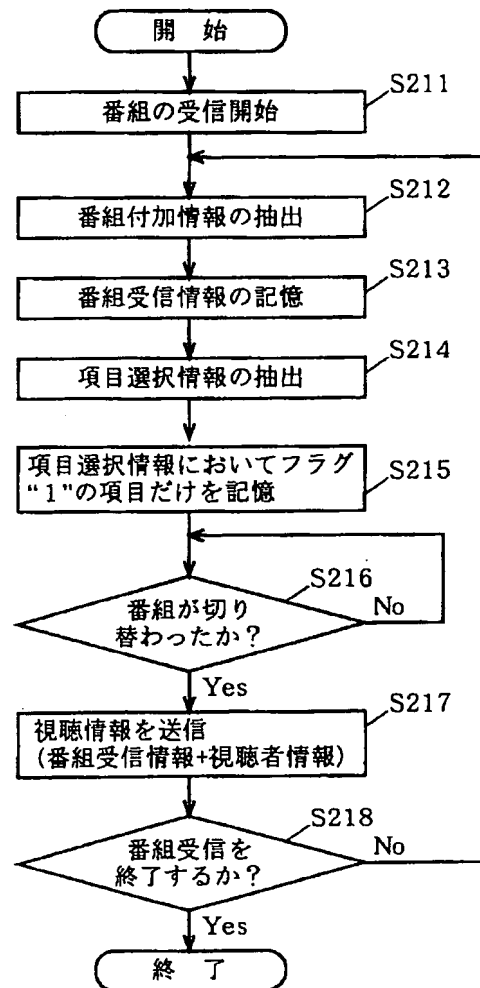 開 始
S211
番組の受信開始
S212
番組付加情報の抽出
S213
番組受信情報の記憶
S214
項目選択情報の抽出
項目選択情報においてフラグ
“1”の項目だけを記憶
S215
S216
番組が切り
替わったか?
No
Yes
S217
視聴情報を送信
(番組受信情報+視聴者情報)
S218
番組受信を
終了するか?
No
Yes
終 了